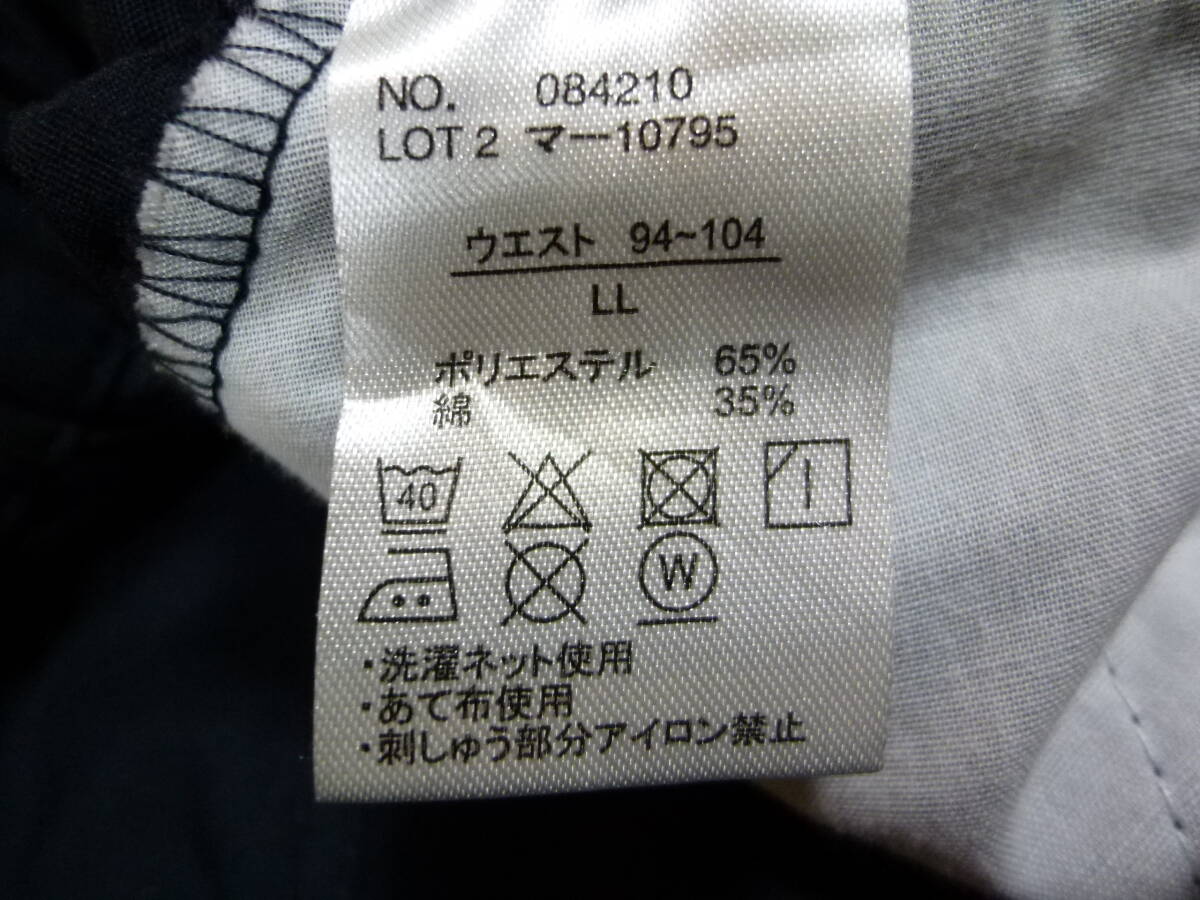 NO. 084210
LOT 2 マー10795
ウエスト 94~104
LL
ポリエステル 65%
綿 35%
40
W
・洗濯ネット使用
・あて布使用
・刺しゅう部分アイロン禁止